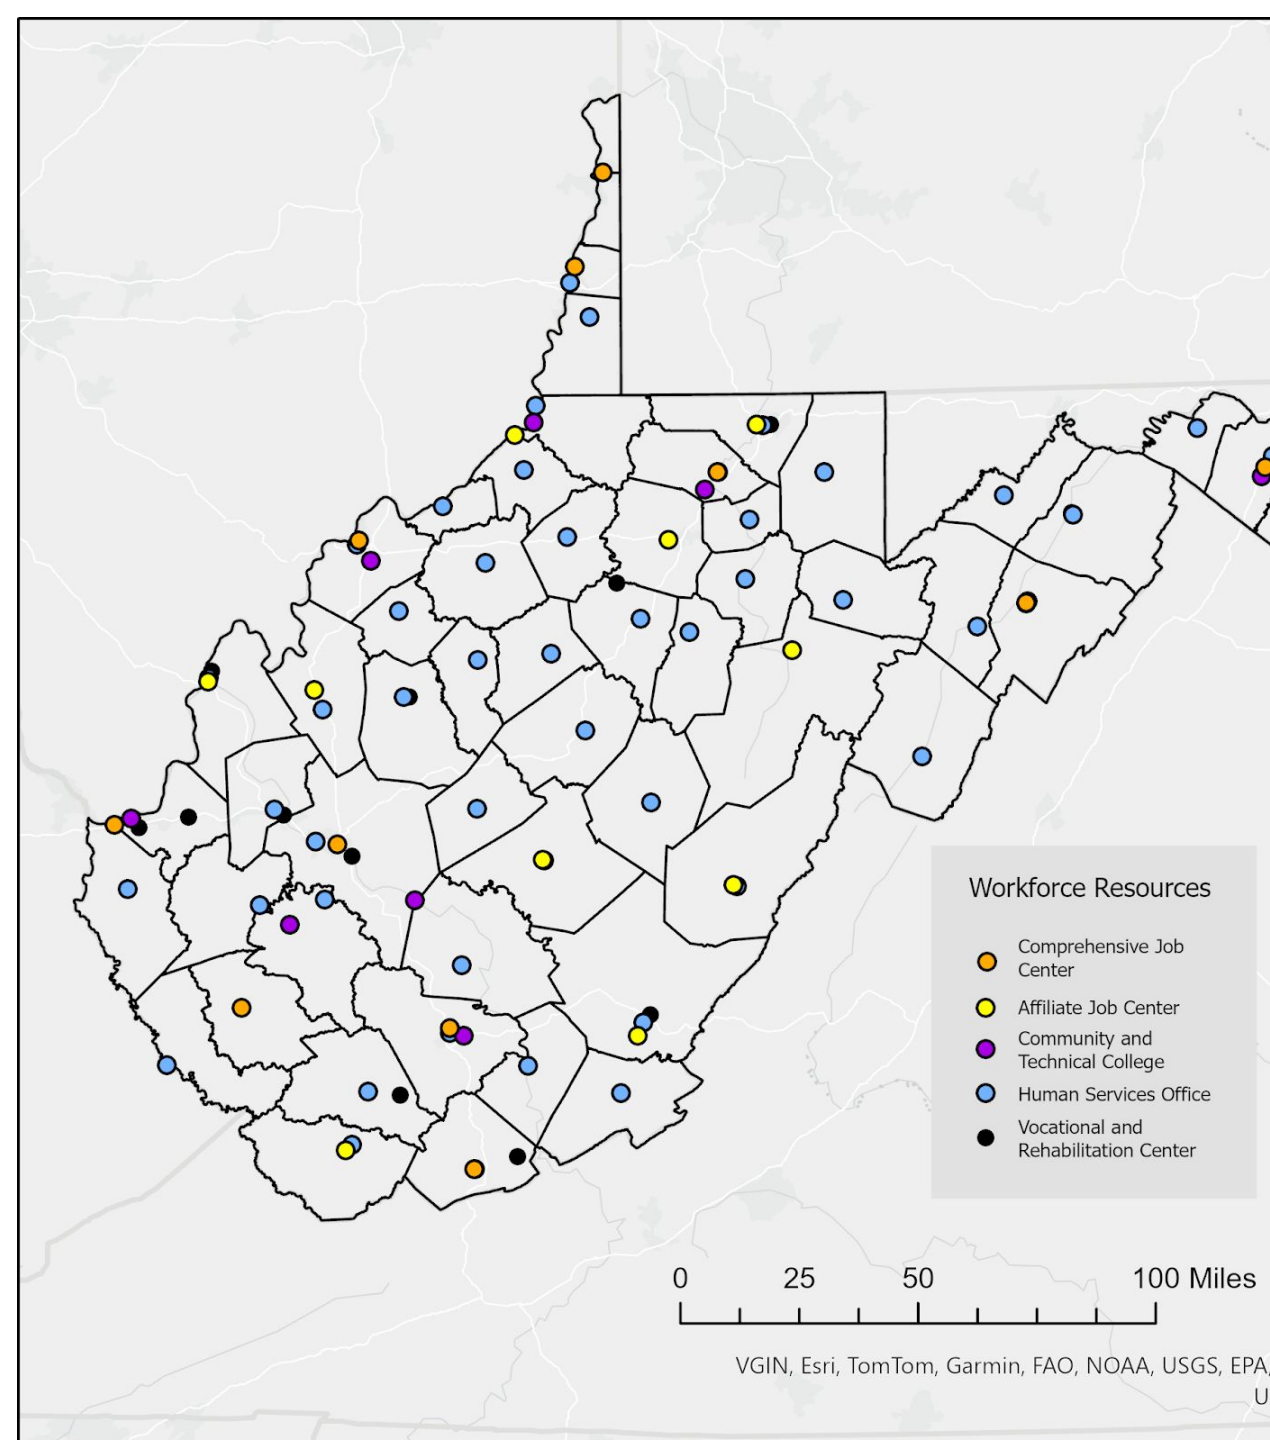 Workforce Resources
Comprehensive Job
Center
Affiliate Job Center
Community and
Technical College
Human Services Office
Vocational and
Rehabilitation Center
0 25 50 100 Miles
VGIN, Esri, TomTom, Garmin, FAO, NOAA, USGS, EPA,
U